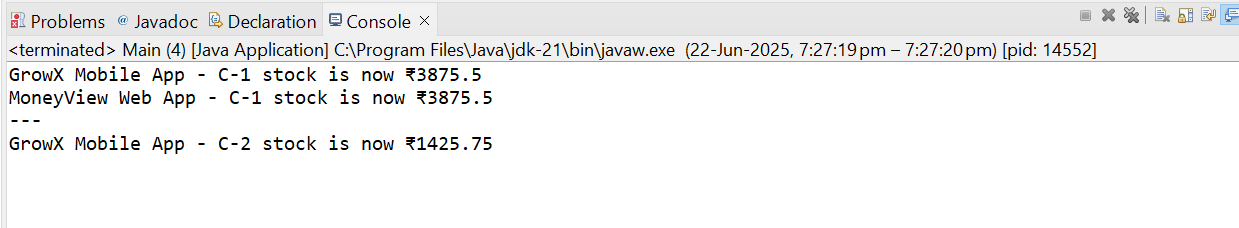 Problems @ Javadoc Declaration Console
<terminated> Main (4) [Java Application] C:\Program Files\Java\jdk-21\bin\javaw.exe (22-Jun-2025, 7:27:19 pm – 7:27:20 pm) [pid: 14552]
GrowX Mobile App - C-1 stock is now ₹3875.5
MoneyView Web App - C-1 stock is now ₹3875.5
---
GrowX Mobile App - C-2 stock is now ₹1425.75